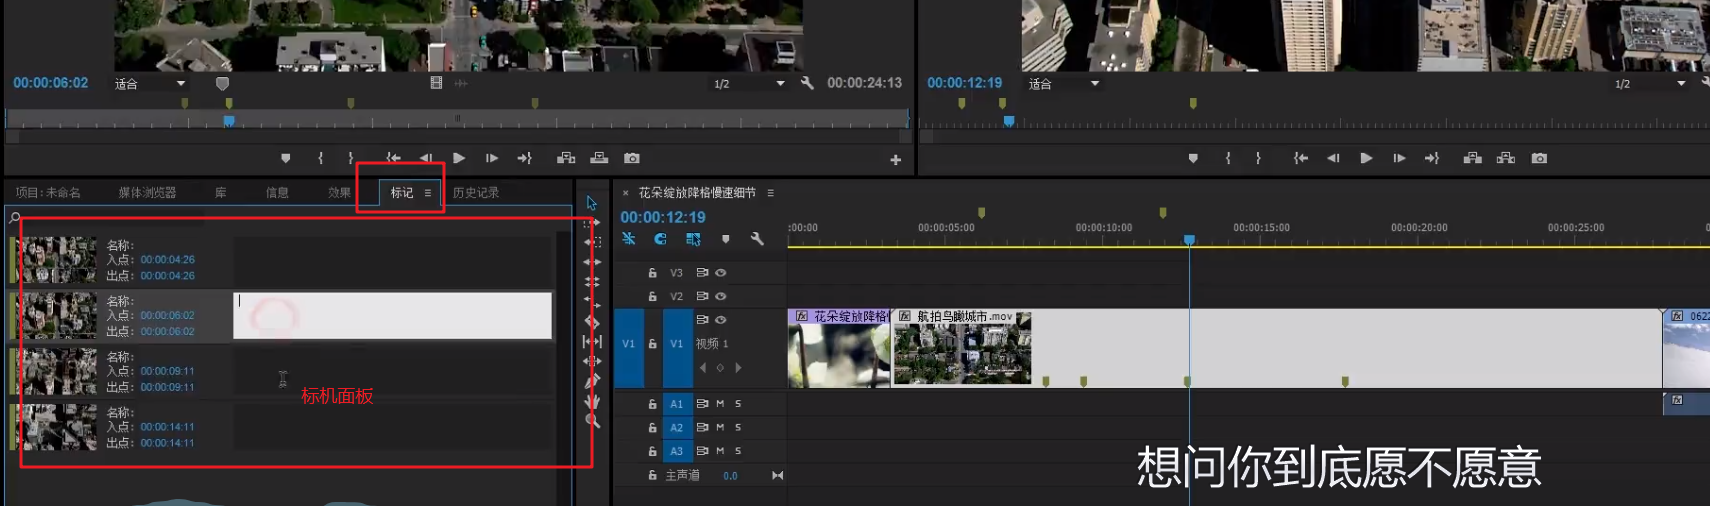 00:00:06:02 适合 1/2 00:00:24:13
00:00:12:19 适合 1/2
项目: 未命名 媒体浏览器 库 信息 效果 标记 历史记录
名称:
入点: 00:00:04:26
出点: 00:00:04:26
名称:
入点: 00:00:06:02
出点: 00:00:06:02
名称:
入点: 00:00:09:11
出点: 00:00:09:11
标机面板
名称:
入点: 00:00:14:11
出点: 00:00:14:11
× 花朵绽放降格慢速细节
00:00:12:19
:00:00 00:00:05:00 00:00:10:00 00:00:15:00 00:00:20:00 00:00:25:00
V3
V2
fx 花朵绽放降格 fx 航拍鸟瞰城市.mov fx 0622
V1 V1 视频 1
A1 M S fx
A2 M S
A3 M S
主声道 0.0
想问你到底愿不愿意